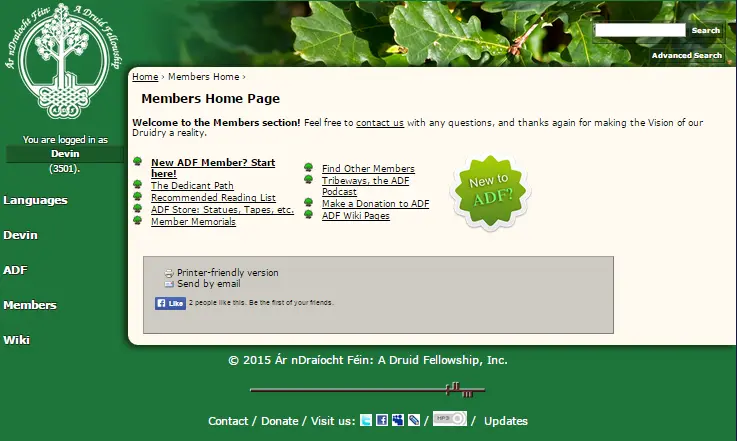 Ár nDraíocht Féin: A Druid Fellowship
Search
Advanced Search
You are logged in as
Devin
(3501).
Languages
Devin
ADF
Members
Wiki
Home › Members Home ›
Members Home Page
Welcome to the Members section! Feel free to contact us with any questions, and thanks again for making the Vision of our
Druidry a reality.
New ADF Member? Start
here!
The Dedicant Path
Recommended Reading List
ADF Store: Statues, Tapes, etc.
Member Memorials
Find Other Members
Tribeways, the ADF
Podcast
Make a Donation to ADF
ADF Wiki Pages
New to
ADF?
Printer-friendly version
Send by email
Like 2 people like this. Be the first of your friends.
© 2015 Ár nDraíocht Féin: A Druid Fellowship, Inc.
Contact / Donate / Visit us: / / Updates